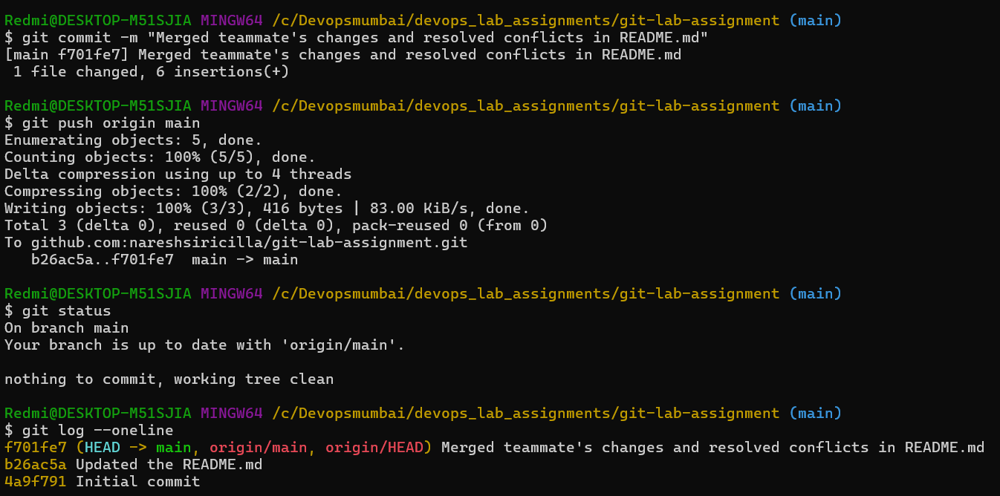 Redmi@DESKTOP-M51SJIA MINGW64 /c/Devopsmumbai/devops_lab_assignments/git-lab-assignment (main)
$ git commit -m "Merged teammate's changes and resolved conflicts in README.md"
[main f701fe7] Merged teammate's changes and resolved conflicts in README.md
 1 file changed, 6 insertions(+)

Redmi@DESKTOP-M51SJIA MINGW64 /c/Devopsmumbai/devops_lab_assignments/git-lab-assignment (main)
$ git push origin main
Enumerating objects: 5, done.
Counting objects: 100% (5/5), done.
Delta compression using up to 4 threads
Compressing objects: 100% (2/2), done.
Writing objects: 100% (3/3), 416 bytes | 83.00 KiB/s, done.
Total 3 (delta 0), reused 0 (delta 0), pack-reused 0 (from 0)
To github.com:nareshsiricilla/git-lab-assignment.git
   b26ac5a..f701fe7  main -> main

Redmi@DESKTOP-M51SJIA MINGW64 /c/Devopsmumbai/devops_lab_assignments/git-lab-assignment (main)
$ git status
On branch main
Your branch is up to date with 'origin/main'.

nothing to commit, working tree clean

Redmi@DESKTOP-M51SJIA MINGW64 /c/Devopsmumbai/devops_lab_assignments/git-lab-assignment (main)
$ git log --oneline
f701fe7 (HEAD -> main, origin/main, origin/HEAD) Merged teammate's changes and resolved conflicts in README.md
b26ac5a Updated the README.md
4a9f791 Initial commit